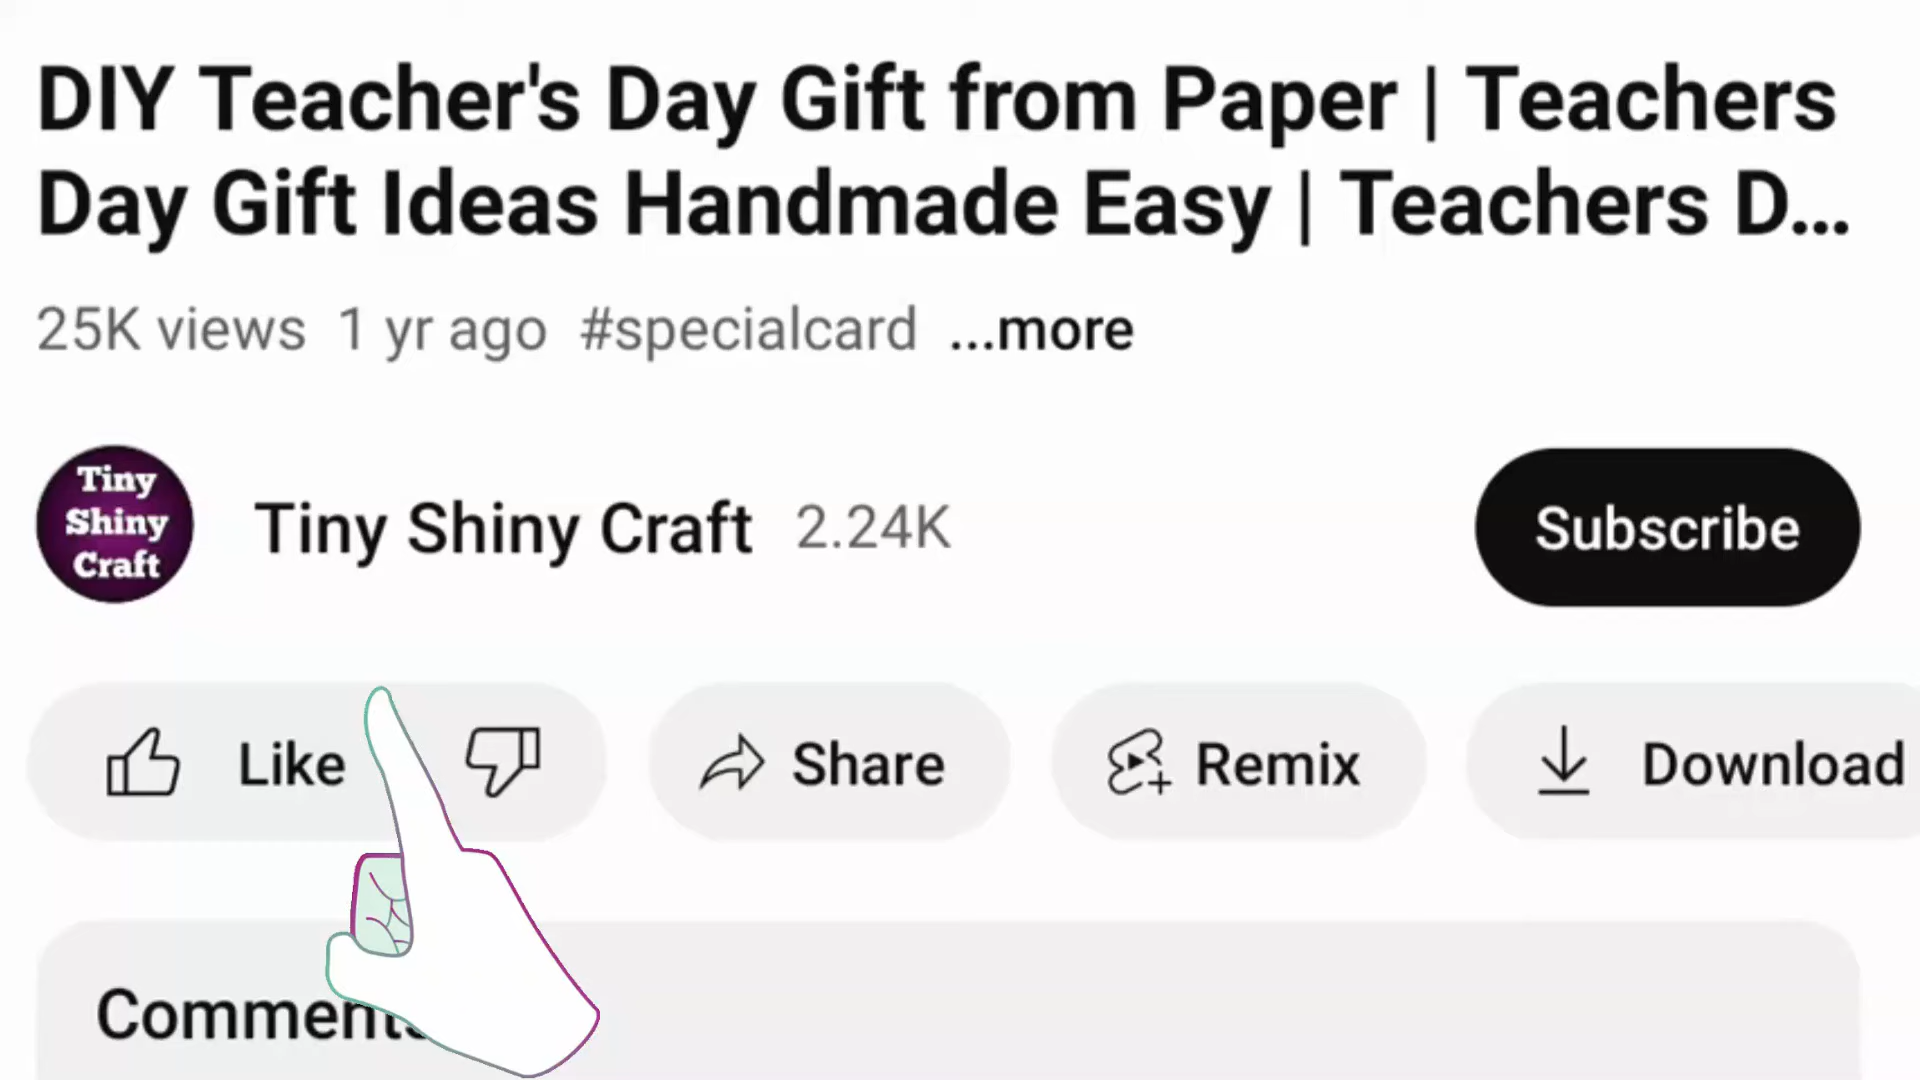 DIY Teacher's Day Gift from Paper | Teachers
Day Gift Ideas Handmade Easy | Teachers D...
25K views 1 yr ago #specialcard ...more
Tiny
Shiny
Craft
Tiny Shiny Craft 2.24K
Subscribe
Like
Share
Remix
Download
Comments